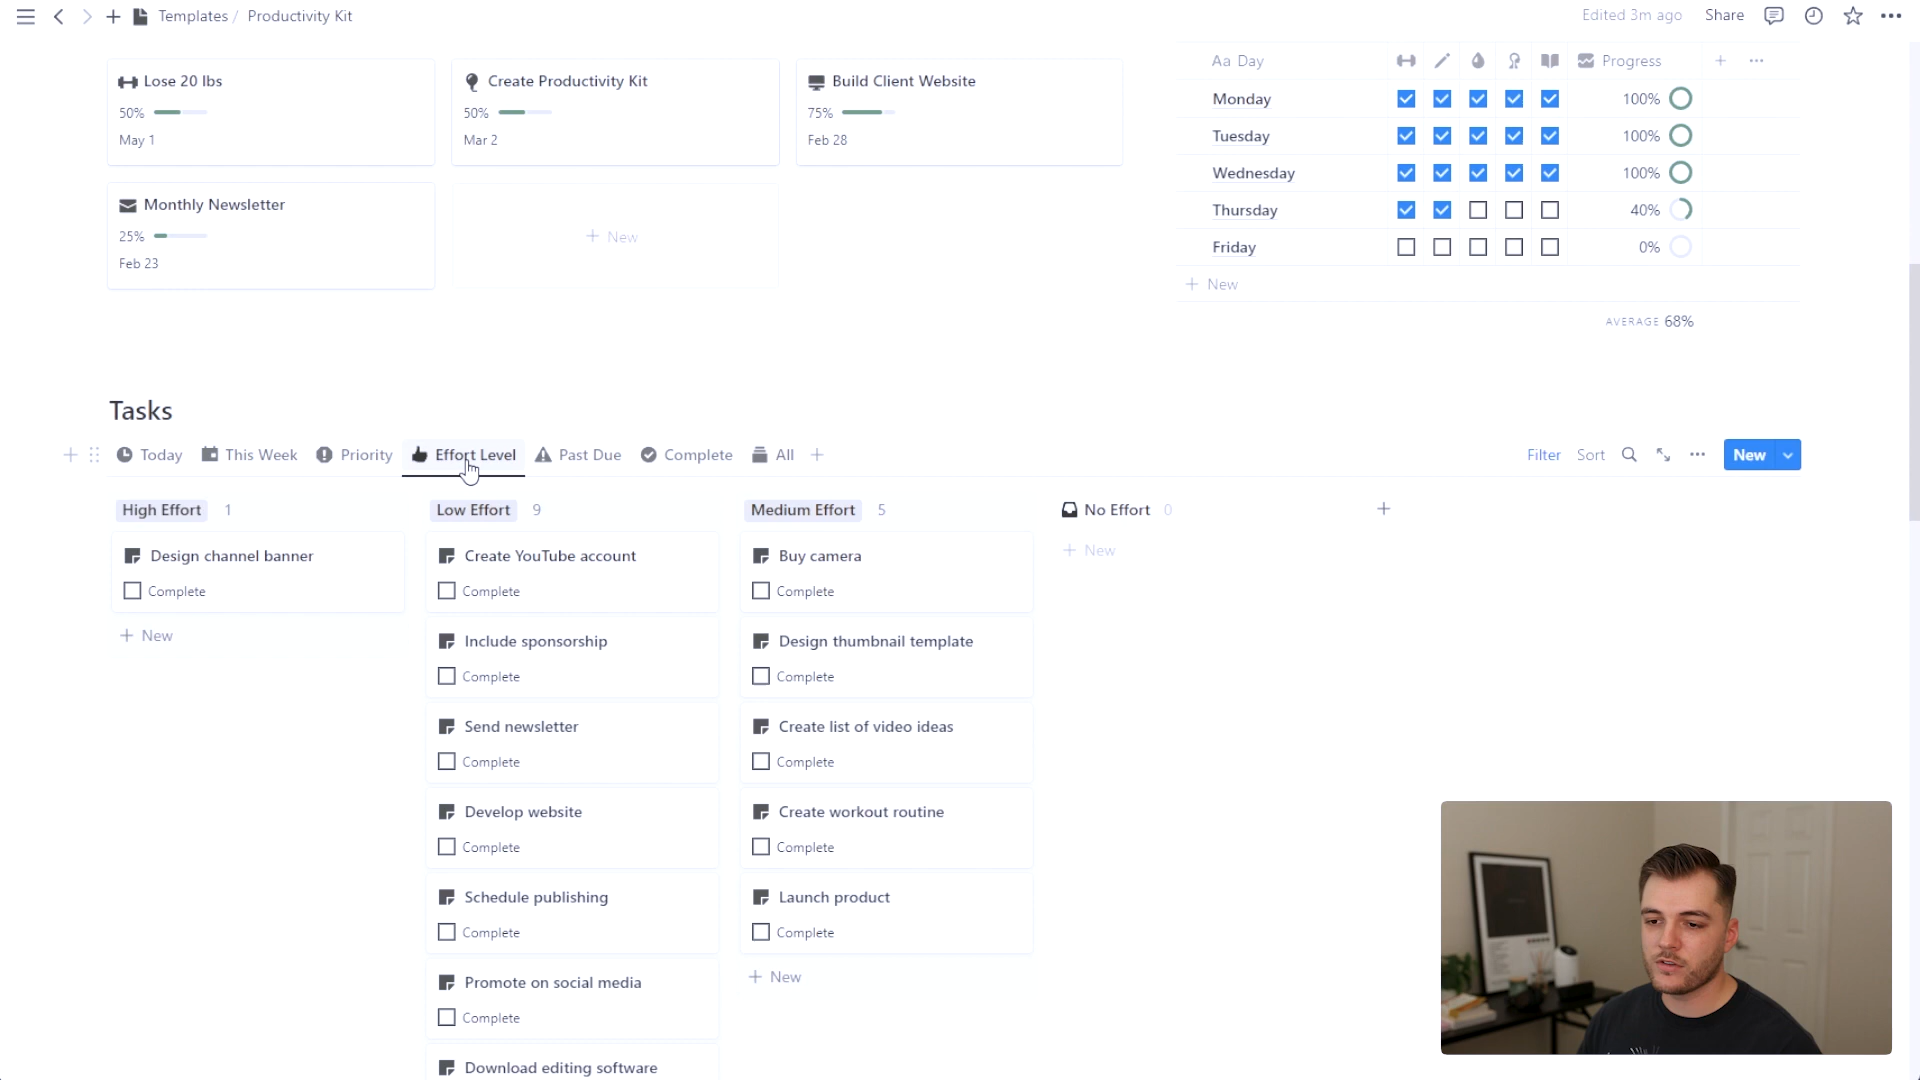 Templates / Productivity Kit
Edited 3m ago Share
Lose 20 lbs
50%
May 1
Create Productivity Kit
50%
Mar 2
Build Client Website
75%
Feb 28
Monthly Newsletter
25%
Feb 23
+ New
Aa Day Progress + ...
Monday 100%
Tuesday 100%
Wednesday 100%
Thursday 40%
Friday 0%
+ New
AVERAGE 68%
Tasks
Today This Week Priority Effort Level Past Due Complete All +
Filter Sort ... New
High Effort 1
Design channel banner
Complete
+ New
Low Effort 9
Create YouTube account
Complete
Include sponsorship
Complete
Send newsletter
Complete
Develop website
Complete
Schedule publishing
Complete
Promote on social media
Complete
Download editing software
Medium Effort 5
Buy camera
Complete
Design thumbnail template
Complete
Create list of video ideas
Complete
Create workout routine
Complete
Launch product
Complete
+ New
No Effort 0
+ New